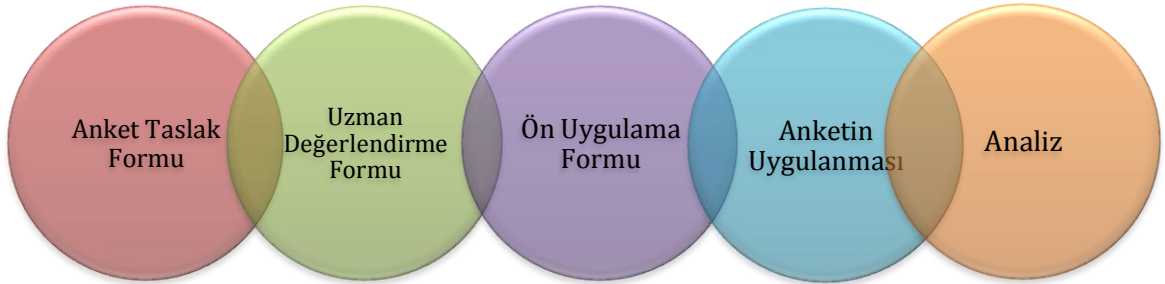 Anket Taslak
Formu
Uzman
Değerlendirme
Formu
Ön Uygulama
Formu
Anketin
Uygulanması
Analiz